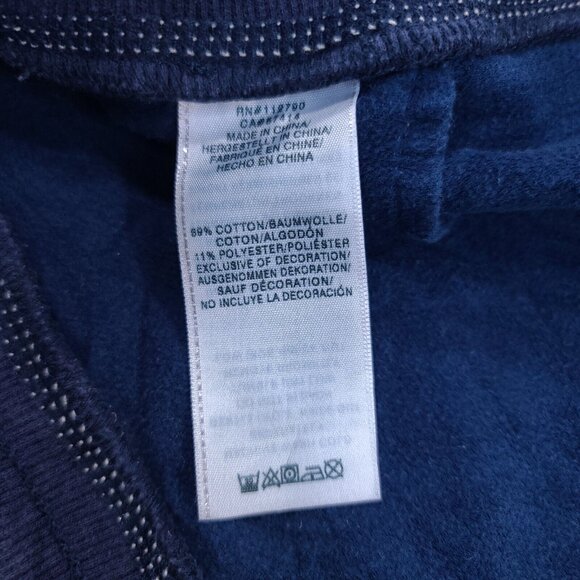 RN#112790
CA#57414
MADE IN CHINA/
HERGESTELLT IN CHINA/
FABRIQUÉ EN CHINE/
HECHO EN CHINA
89% COTTON/BAUMWOLLE/
COTON/ALGODÓN
11% POLYESTER/POLIÉSTER
EXCLUSIVE OF DECORATION/
AUSGENOMMEN DEKORATION/
SAUF DÉCORATION/
NO INCLUYE LA DECORACIÓN